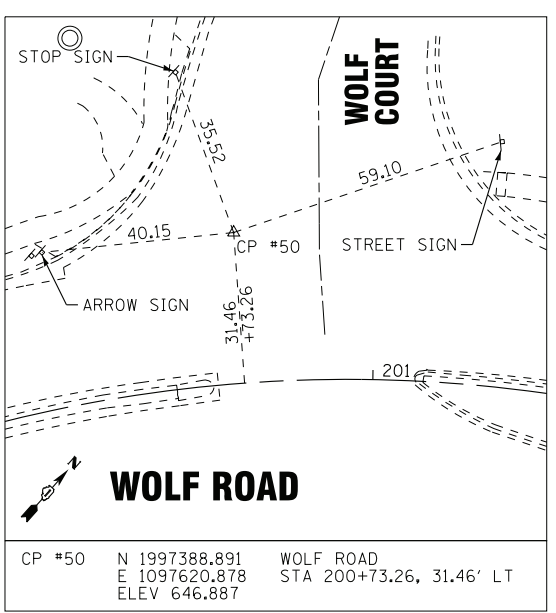 STOP SIGN
WOLF
COURT
35.52
59.10
40.15
CP #50
STREET SIGN
ARROW SIGN
31.46
+73.26
201
N
WOLF ROAD
CP #50 N 1997388.891 WOLF ROAD
E 1097620.878 STA 200+73.26, 31.46' LT
ELEV 646.887